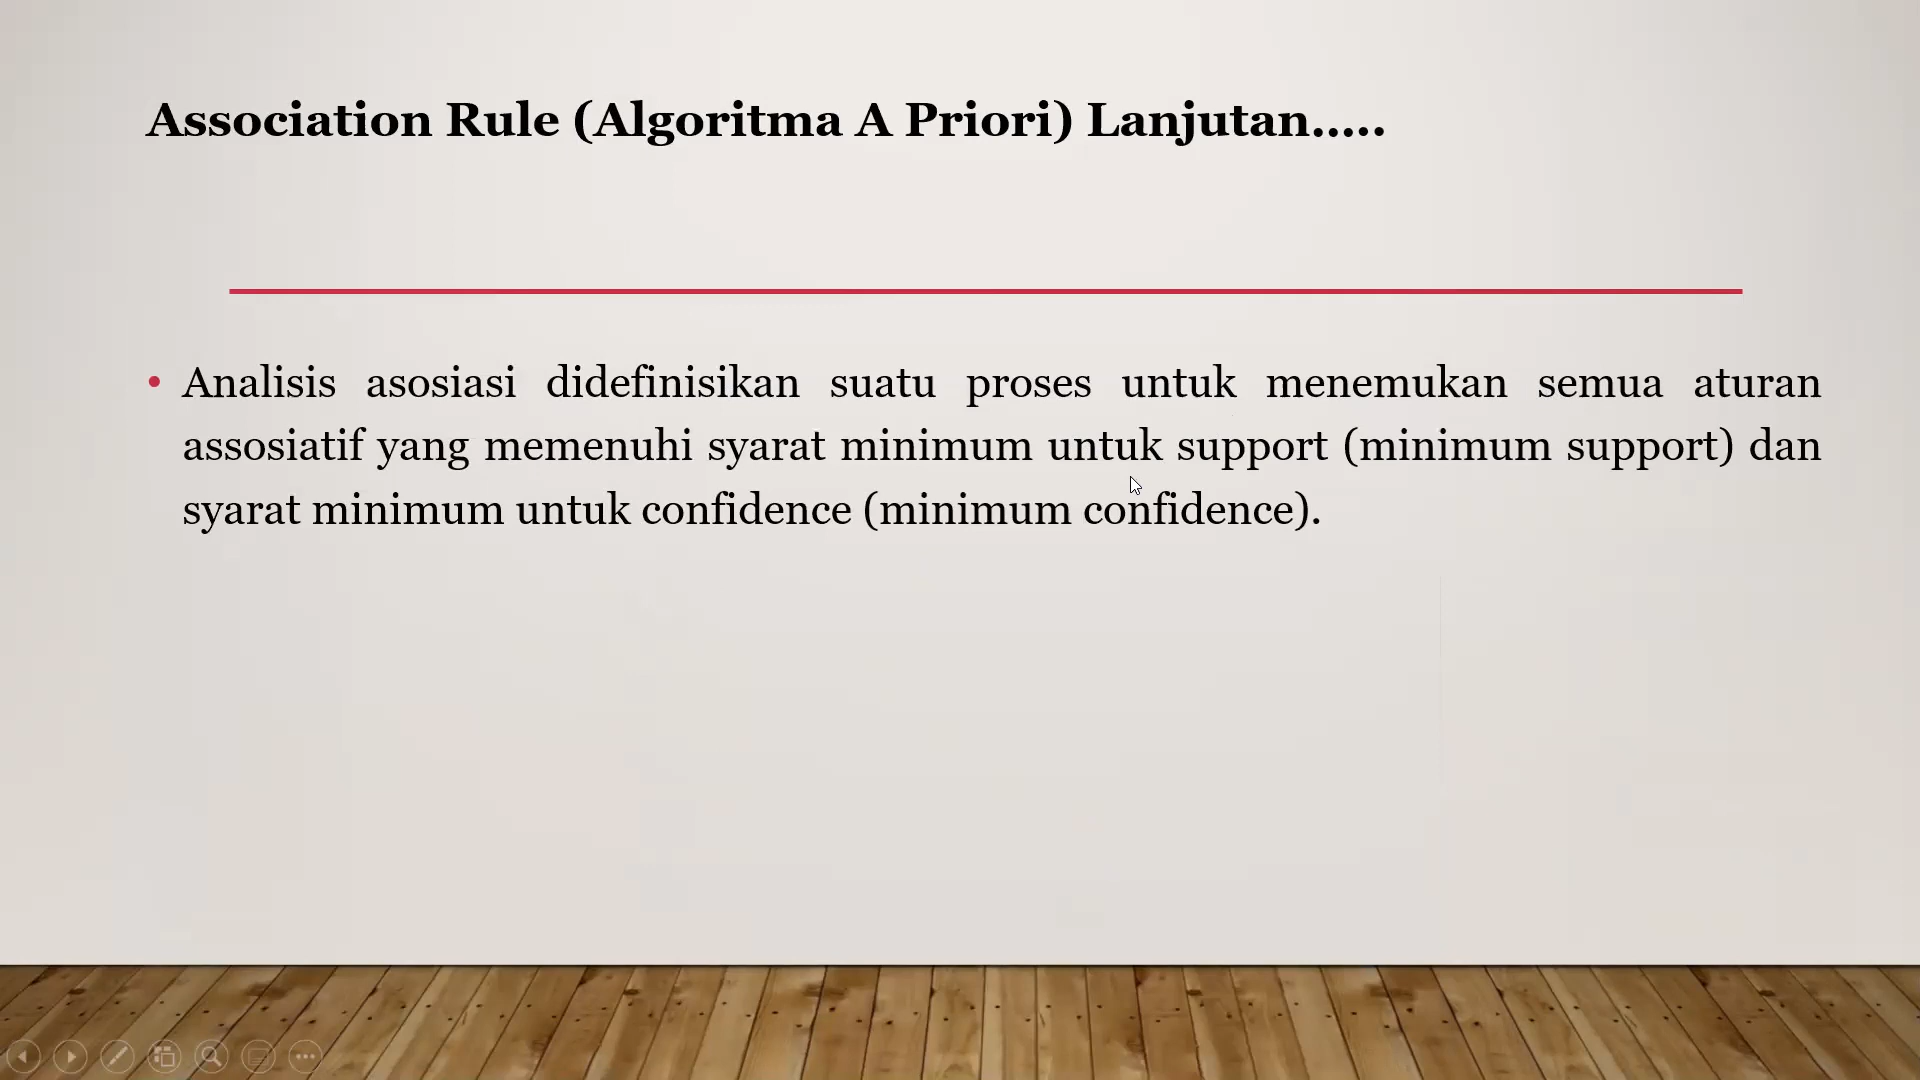 Association Rule (Algoritma A Priori) Lanjutan.....
• Analisis asosiasi didefinisikan suatu proses untuk menemukan semua aturan
assosiatif yang memenuhi syarat minimum untuk support (minimum support) dan
syarat minimum untuk confidence (minimum confidence).